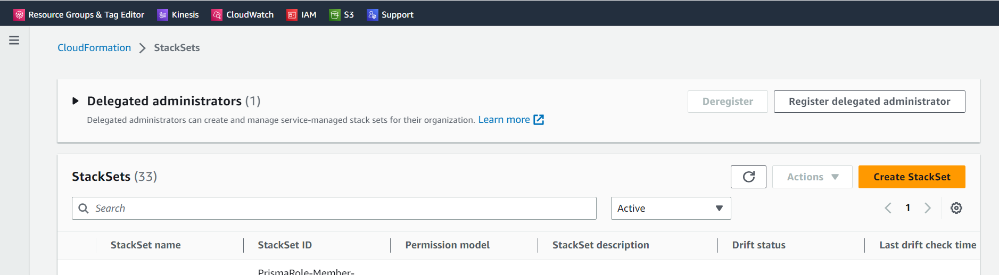 Resource Groups & Tag Editor Kinesis CloudWatch IAM S3 Support
CloudFormation StackSets
Delegated administrators (1) Deregister Register delegated administrator
Delegated administrators can create and manage service-managed stack sets for their organization. Learn more
StackSets (33) Actions Create StackSet
Search Active 1
StackSet name StackSet ID Permission model StackSet description Drift status Last drift check time
PrismaRole-Member-